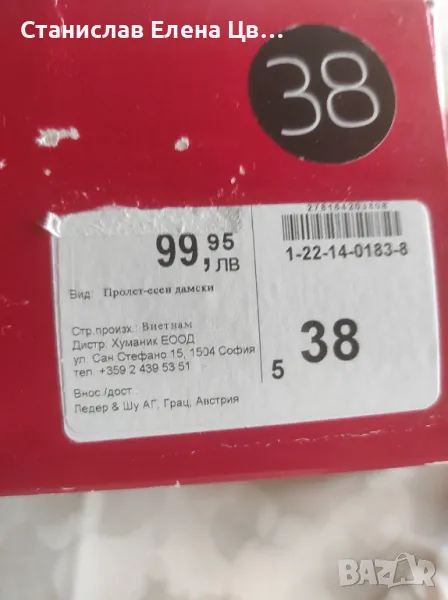 Станислав Елена Цв...
38
99,95 ЛВ
Вид: Пролет-есен дамски
Стр.произх.: Виетнам
Дистр. Хуманик ЕООД
ул. Сан Стефано 15, 1504 София
тел. +359 2 439 53 51
Внос./дост.:
Ледер & Шу АГ, Грац, Австрия
1-22-14-0183-8
38
5
BAZAR